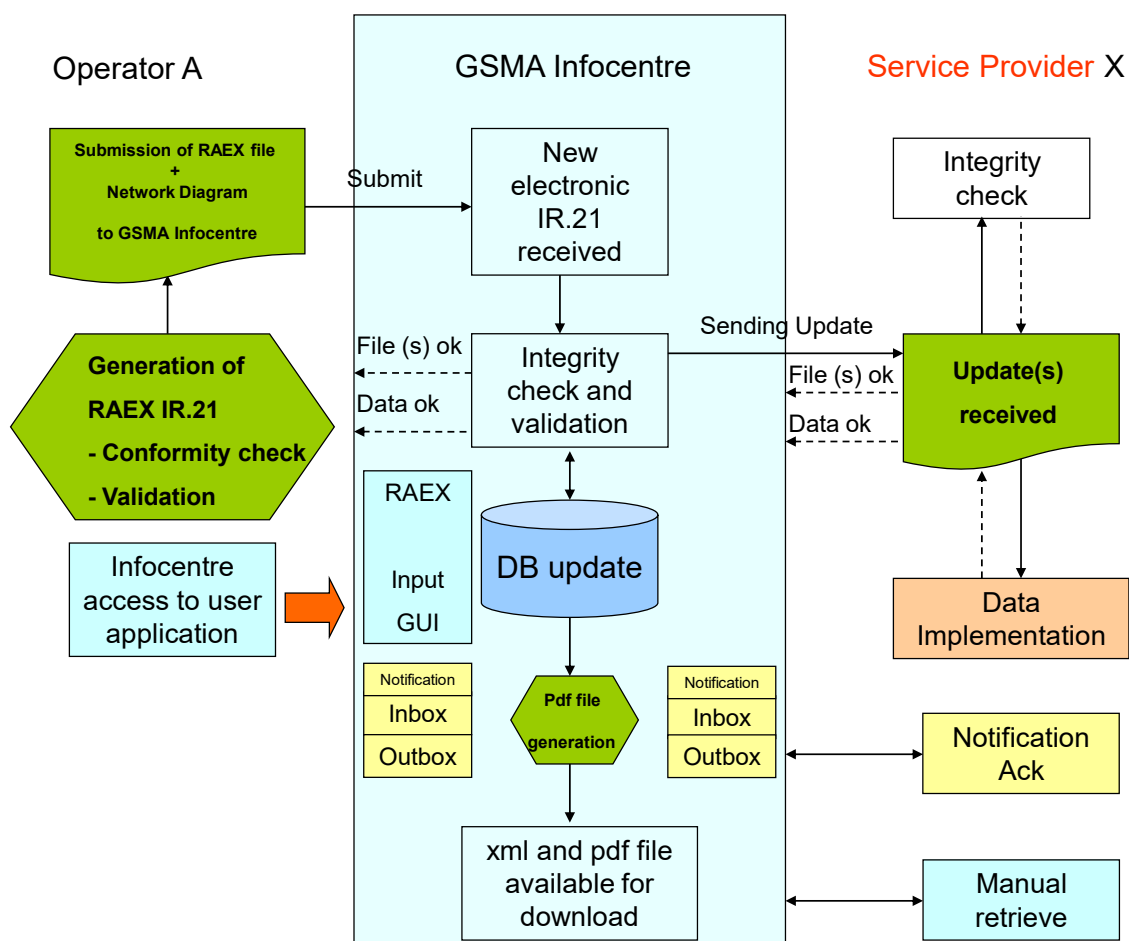 Operator A
GSMA Infocentre
Service Provider X
Submission of RAEX file
+
Network Diagram
to GSMA Infocentre
Submit
New
electronic
IR.21
received
Integrity
check
Generation of
RAEX IR.21
- Conformity check
- Validation
File (s) ok
Data ok
Integrity
check and
validation
Sending Update
File (s) ok
Data ok
Update(s)
received
Infocentre
access to user
application
RAEX
Input
GUI
DB update
Data
Implementation
Notification
Inbox
Outbox
Pdf file
generation
Notification
Inbox
Outbox
Notification
Ack
xml and pdf file
available for
download
Manual
retrieve